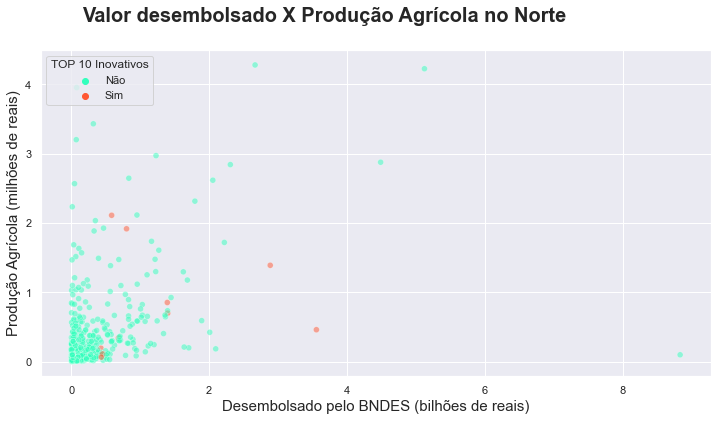 Valor desembolsado X Produção Agrícola no Norte
TOP 10 Inovativos
Não
Sim
Produção Agrícola (milhões de reais)
4
3
2
1
0
0 2 4 6 8
Desembolsado pelo BNDES (bilhões de reais)